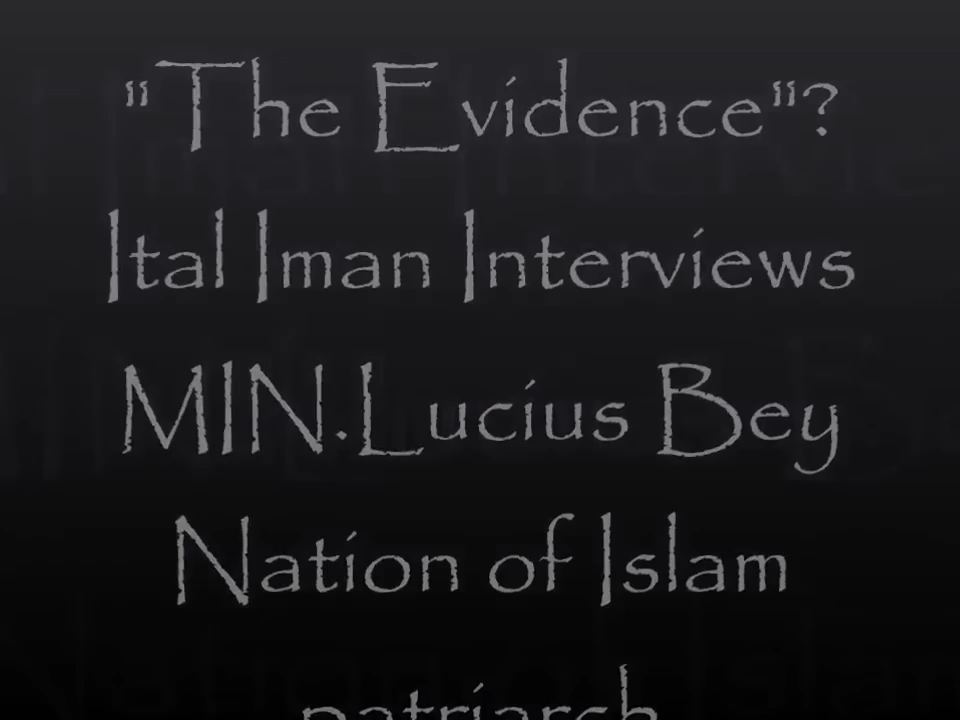 "The Evidence"?
Ital Iman Interviews
MIN.Lucius Bey
Nation of Islam
patriarch